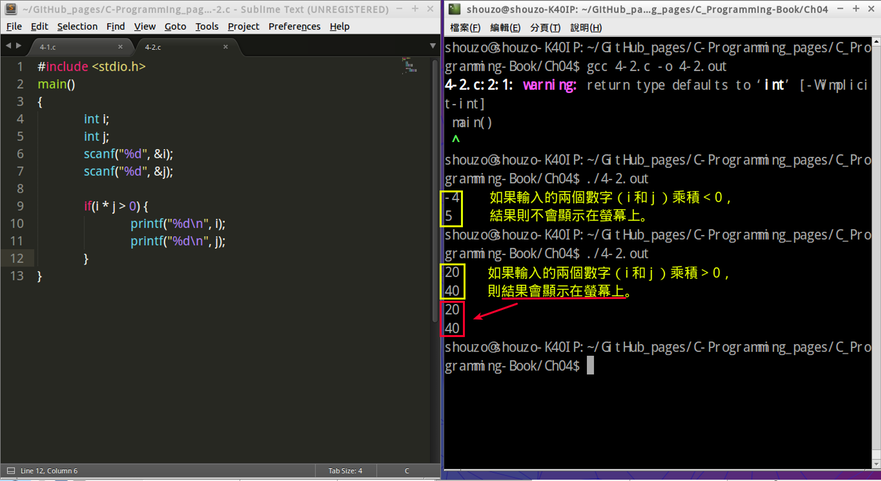 ~/GitHub_pages/C-Programming_pag...-2.c - Sublime Text (UNREGISTERED)
File Edit Selection Find View Goto Tools Project Preferences Help
4-1.c 4-2.c
1 #include <stdio.h>
2 main()
3 {
4 int i;
5 int j;
6 scanf("%d", &i);
7 scanf("%d", &j);
8
9 if(i * j > 0) {
10 printf("%d\n", i);
11 printf("%d\n", j);
12 }
13 }
Line 12, Column 6 Tab Size: 4 C
shouzo@shouzo-K40IP: ~/GitHub_pa...g_pages/C_Programming-Book/Ch04
檔案(F) 編輯(E) 分頁(T) 說明(H)
shouzo@shouzo-K40IP:~/GitHub_pages/C-Programming_pages/C_Pro
gramming-Book/Ch04$ gcc 4-2.c -o 4-2.out
4-2.c:2:1: warning: return type defaults to ‘int’ [-Wimplici
t-int]
main()
^
shouzo@shouzo-K40IP:~/GitHub_pages/C-Programming_pages/C_Pro
gramming-Book/Ch04$ ./4-2.out
-4 如果輸入的兩個數字（i 和 j ）乘積 < 0，
5 結果則不會顯示在螢幕上。
shouzo@shouzo-K40IP:~/GitHub_pages/C-Programming_pages/C_Pro
gramming-Book/Ch04$ ./4-2.out
20 如果輸入的兩個數字（i 和 j ）乘積 > 0，
40 則結果會顯示在螢幕上。
20
40
shouzo@shouzo-K40IP:~/GitHub_pages/C-Programming_pages/C_Pro
gramming-Book/Ch04$